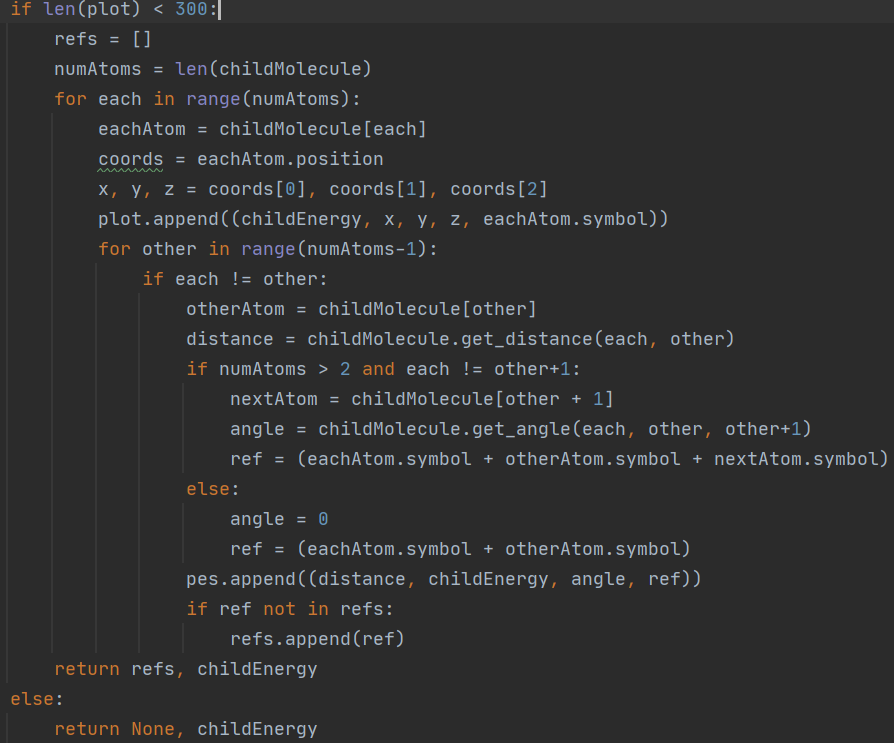 if len(plot) < 300:
    refs = []
    numAtoms = len(childMolecule)
    for each in range(numAtoms):
        eachAtom = childMolecule[each]
        coords = eachAtom.position
        x, y, z = coords[0], coords[1], coords[2]
        plot.append((childEnergy, x, y, z, eachAtom.symbol))
        for other in range(numAtoms-1):
            if each != other:
                otherAtom = childMolecule[other]
                distance = childMolecule.get_distance(each, other)
                if numAtoms > 2 and each != other+1:
                    nextAtom = childMolecule[other + 1]
                    angle = childMolecule.get_angle(each, other, other+1)
                    ref = (eachAtom.symbol + otherAtom.symbol + nextAtom.symbol)
                else:
                    angle = 0
                    ref = (eachAtom.symbol + otherAtom.symbol)
                pes.append((distance, childEnergy, angle, ref))
                if ref not in refs:
                    refs.append(ref)
    return refs, childEnergy
else:
    return None, childEnergy